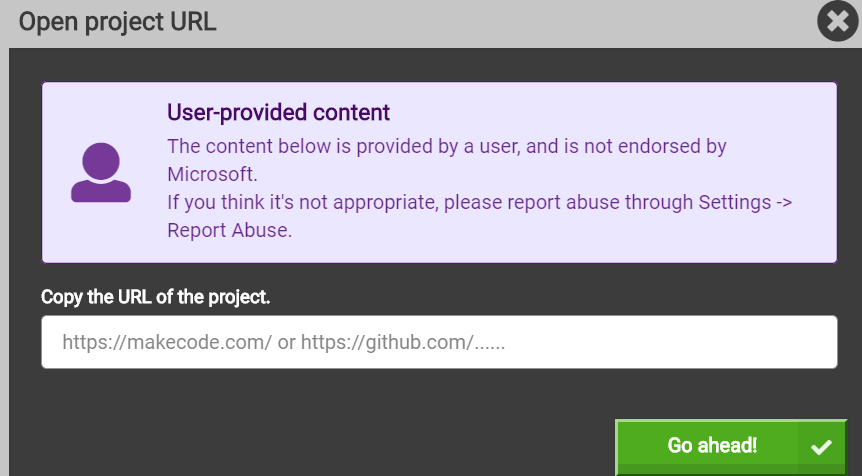 Open project URL
User-provided content
The content below is provided by a user, and is not endorsed by
Microsoft.
If you think it's not appropriate, please report abuse through Settings ->
Report Abuse.
Copy the URL of the project.
https://makecode.com/ or https://github.com/......
Go ahead!